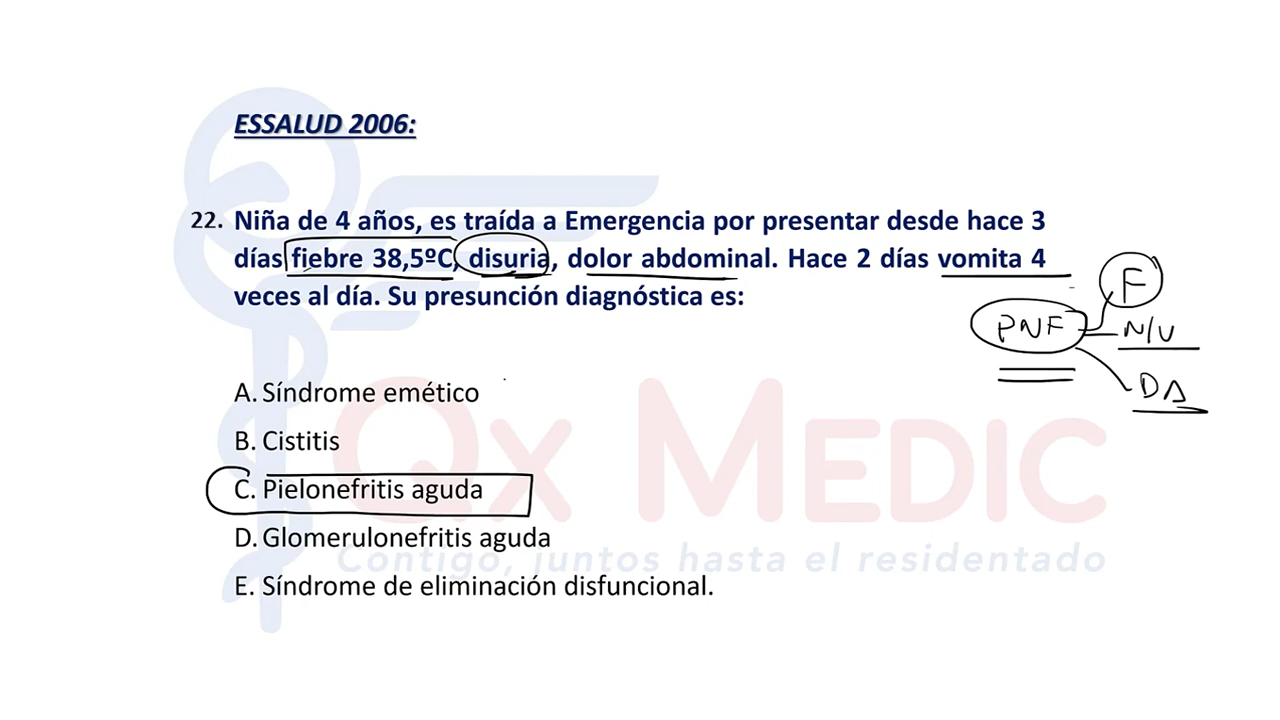 ESSALUD 2006:
22. Niña de 4 años, es traída a Emergencia por presentar desde hace 3
días fiebre 38,5ºC, disuria, dolor abdominal. Hace 2 días vomita 4
veces al día. Su presunción diagnóstica es:
F
PNF
N/V
DA
A. Síndrome emético
B. Cistitis
C. Pielonefritis aguda
D. Glomerulonefritis aguda
E. Síndrome de eliminación disfuncional.
QX MEDIC
Contigo, juntos hasta el residentado